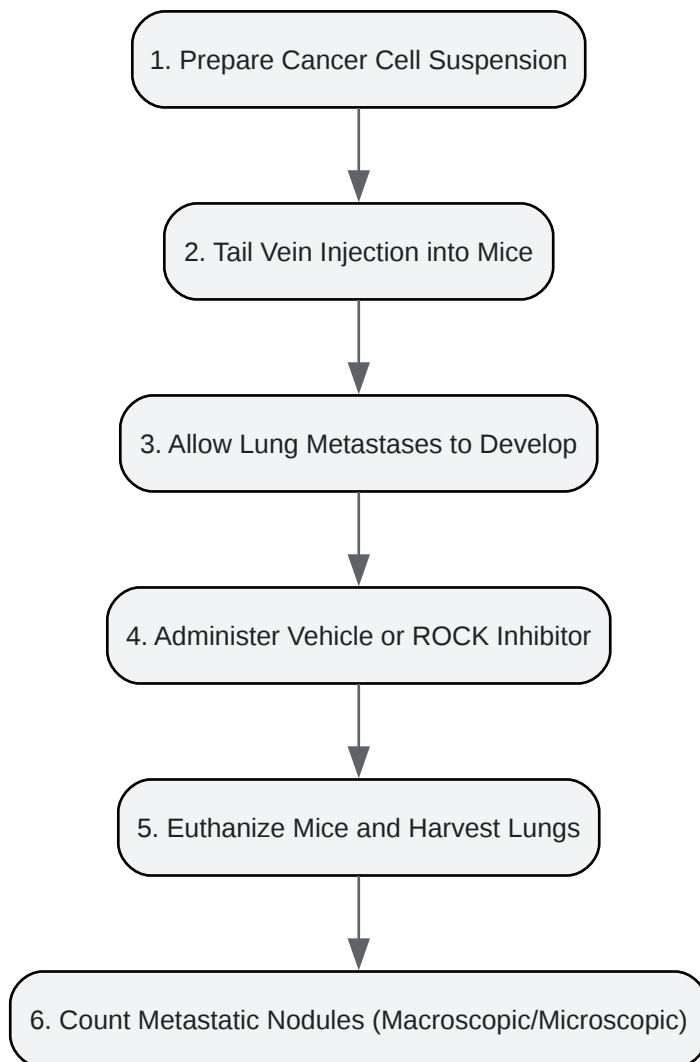 1. Prepare Cancer Cell Suspension
2. Tail Vein Injection into Mice
3. Allow Lung Metastases to Develop
4. Administer Vehicle or ROCK Inhibitor
5. Euthanize Mice and Harvest Lungs
6. Count Metastatic Nodules (Macroscopic/Microscopic)